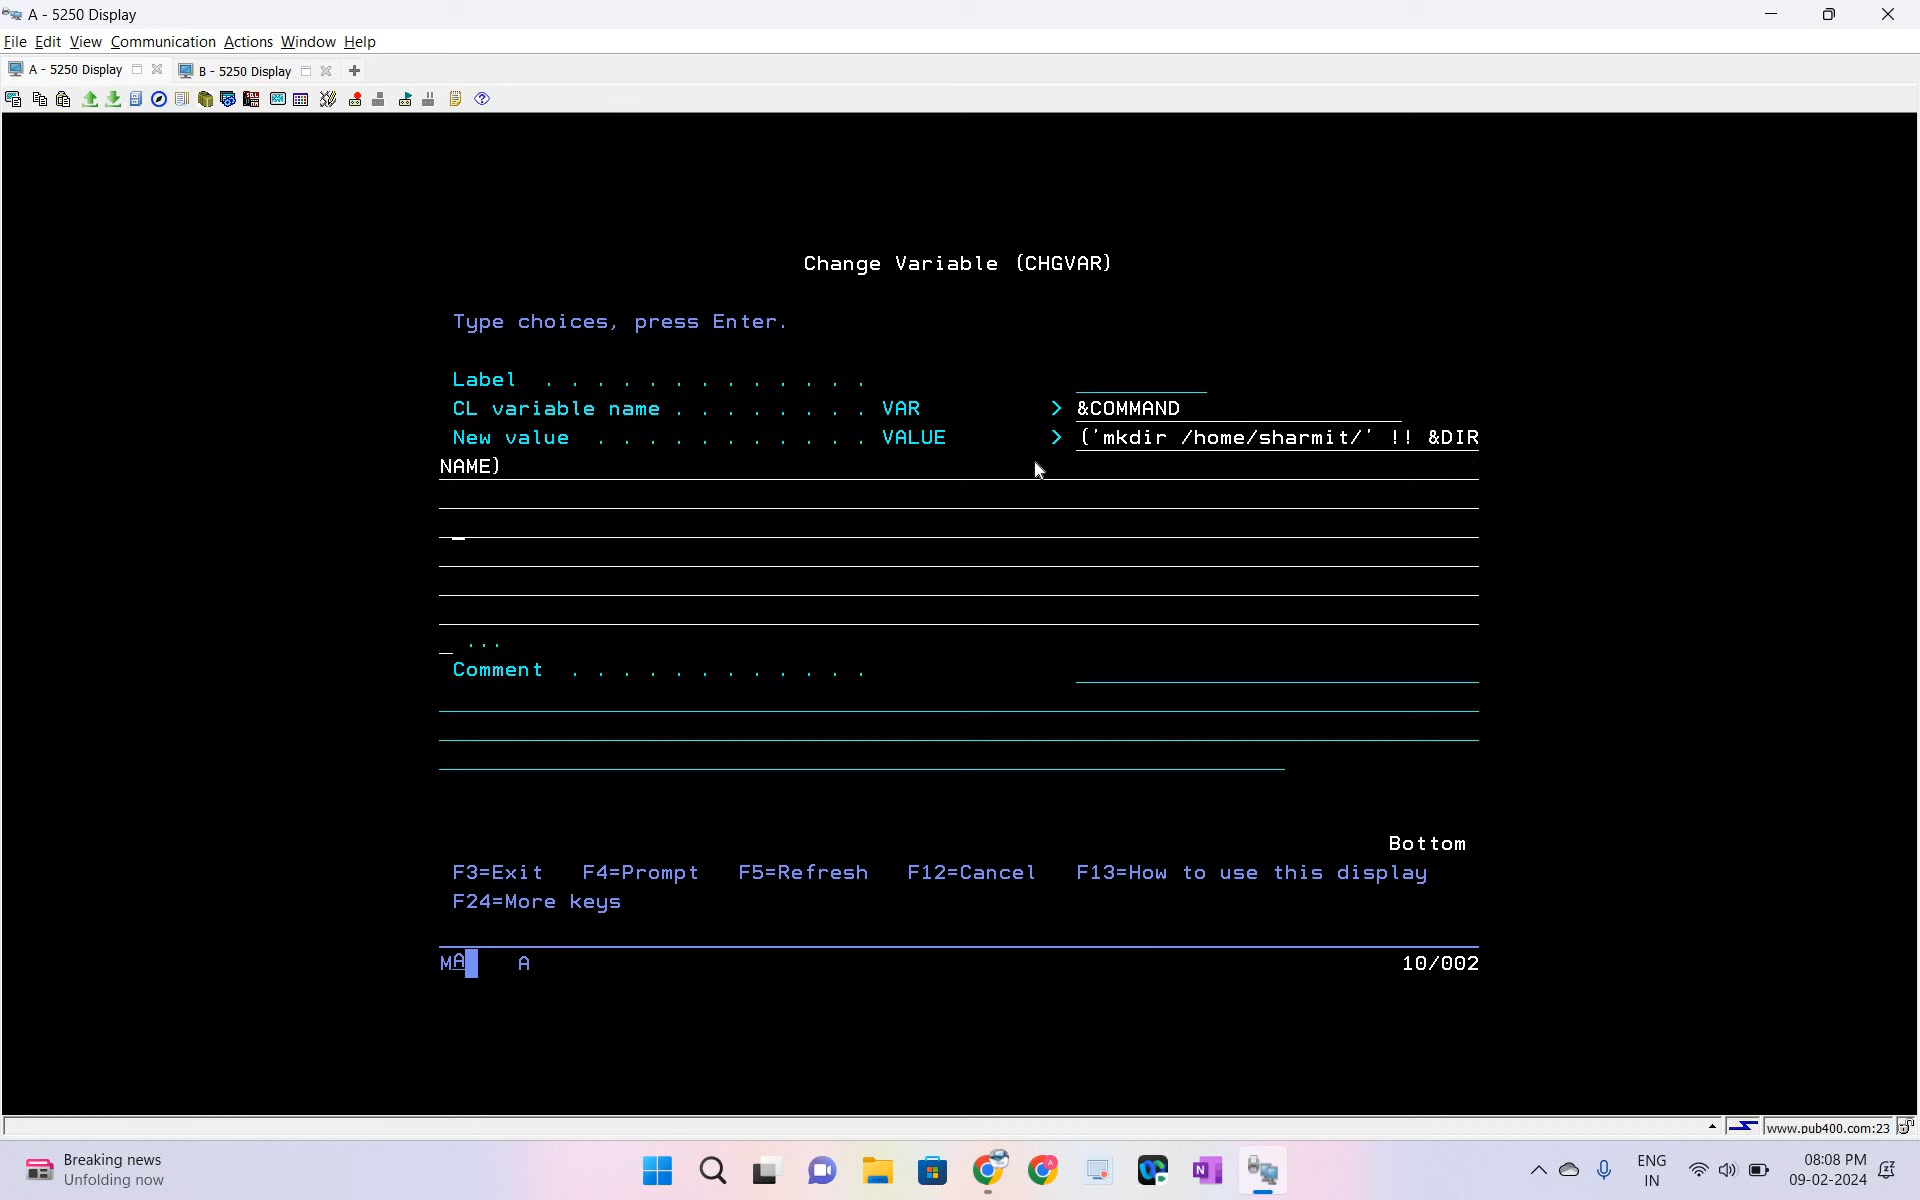 A - 5250 Display
File Edit View Communication Actions Window Help
A - 5250 Display B - 5250 Display
Change Variable (CHGVAR)
Type choices, press Enter.
Label . . . . . . . . . . . . .
CL variable name . . . . . . . . VAR > &COMMAND
New value . . . . . . . . . . . VALUE > ('mkdir /home/sharmit/' !! &DIR
NAME)
_ ...
Comment . . . . . . . . . . . .
Bottom
F3=Exit F4=Prompt F5=Refresh F12=Cancel F13=How to use this display
F24=More keys
MA A 10/002
www.pub400.com:23
Breaking news
Unfolding now
ENG
IN
08:08 PM
09-02-2024